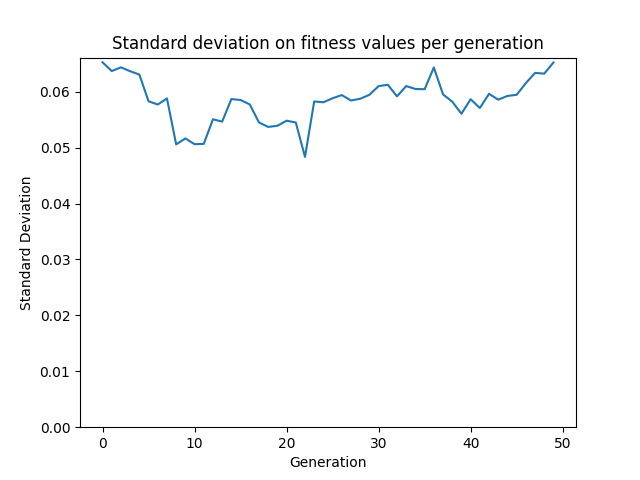 Standard deviation on fitness values per generation
0.06
0.05
0.04
0.03
0.02
0.01
0.00
Standard Deviation
0 10 20 30 40 50
Generation